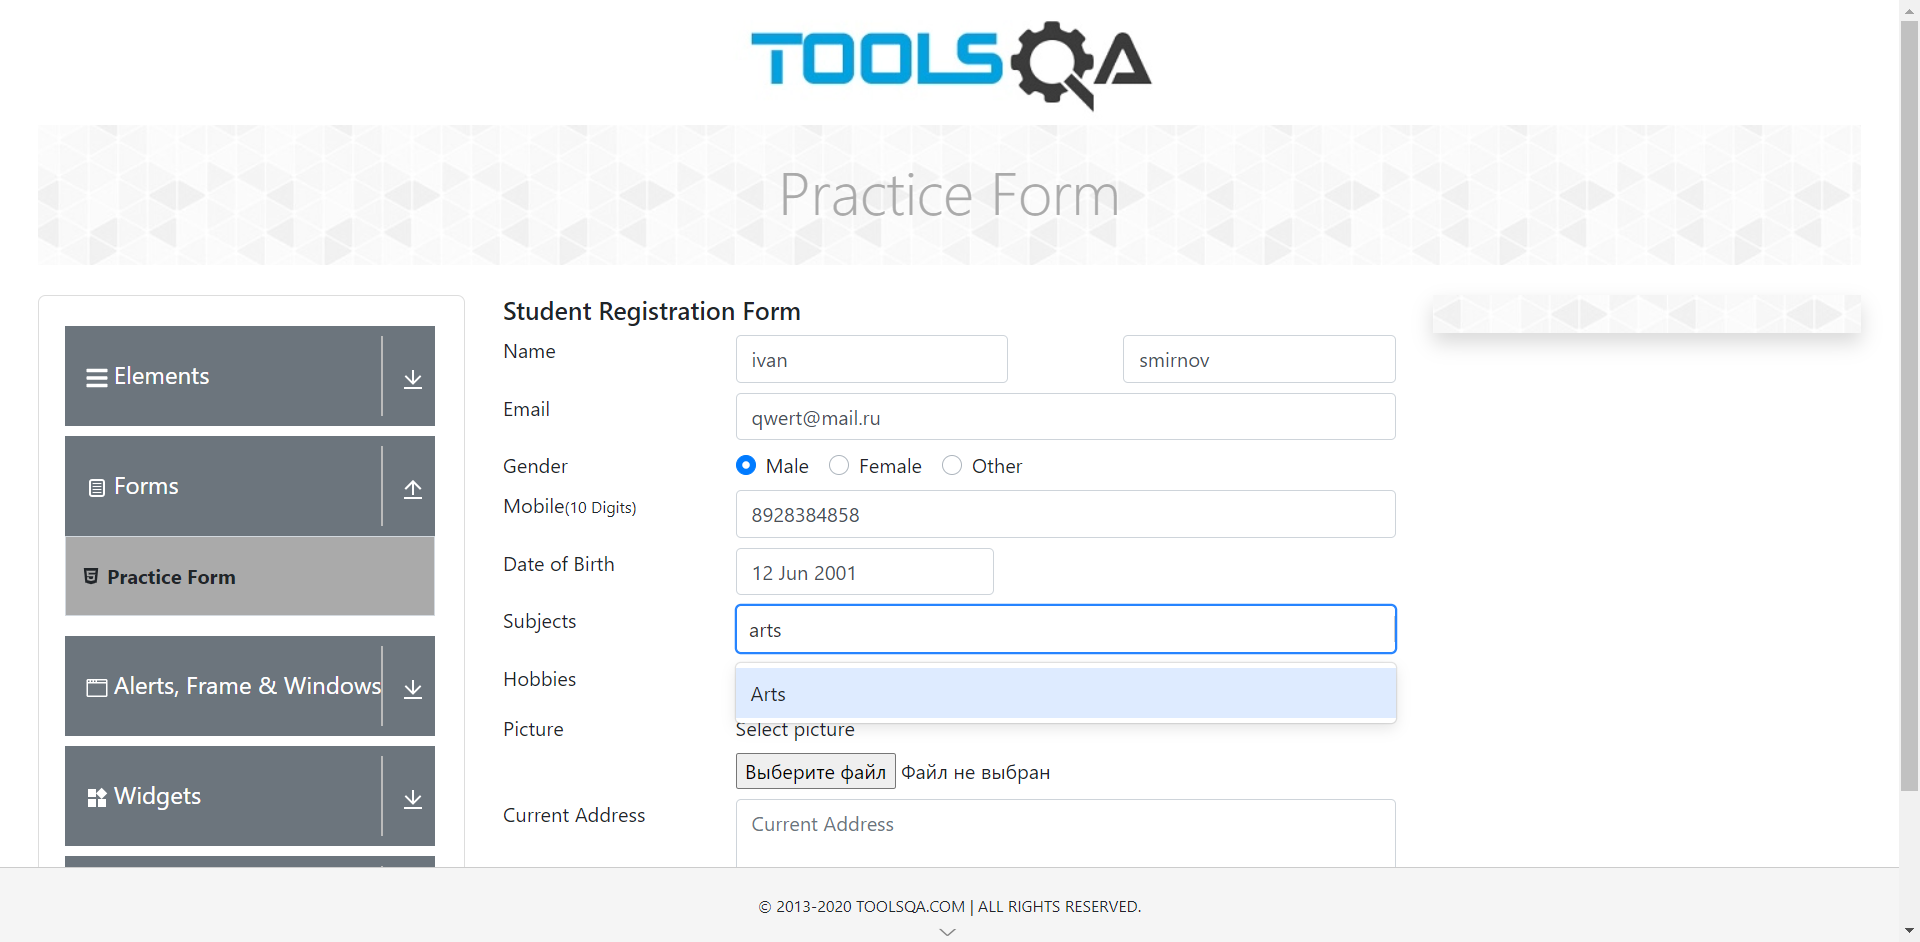 TOOLSQA
Practice Form
Elements
Forms
Practice Form
Alerts, Frame & Windows
Widgets
Student Registration Form
Name
ivan
smirnov
Email
qwert@mail.ru
Gender
Male
Female
Other
Mobile(10 Digits)
8928384858
Date of Birth
12 Jun 2001
Subjects
arts
Arts
Hobbies
Picture
Select picture
Выберите файл Файл не выбран
Current Address
Current Address
© 2013-2020 TOOLSQA.COM | ALL RIGHTS RESERVED.